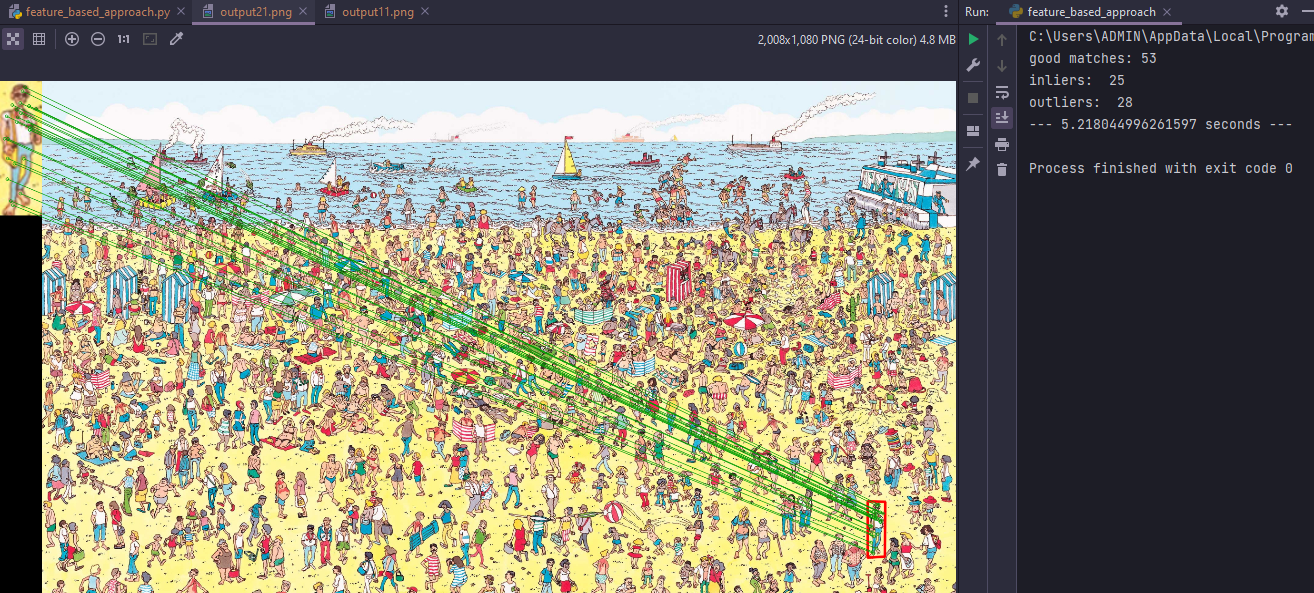 feature_based_approach.py
output21.png
output11.png
Run:
feature_based_approach
1:1
2,008x1,080 PNG (24-bit color) 4.8 MB
C:\Users\ADMIN\AppData\Local\Program
good matches: 53
inliers:  25
outliers:  28
--- 5.218044996261597 seconds ---
Process finished with exit code 0